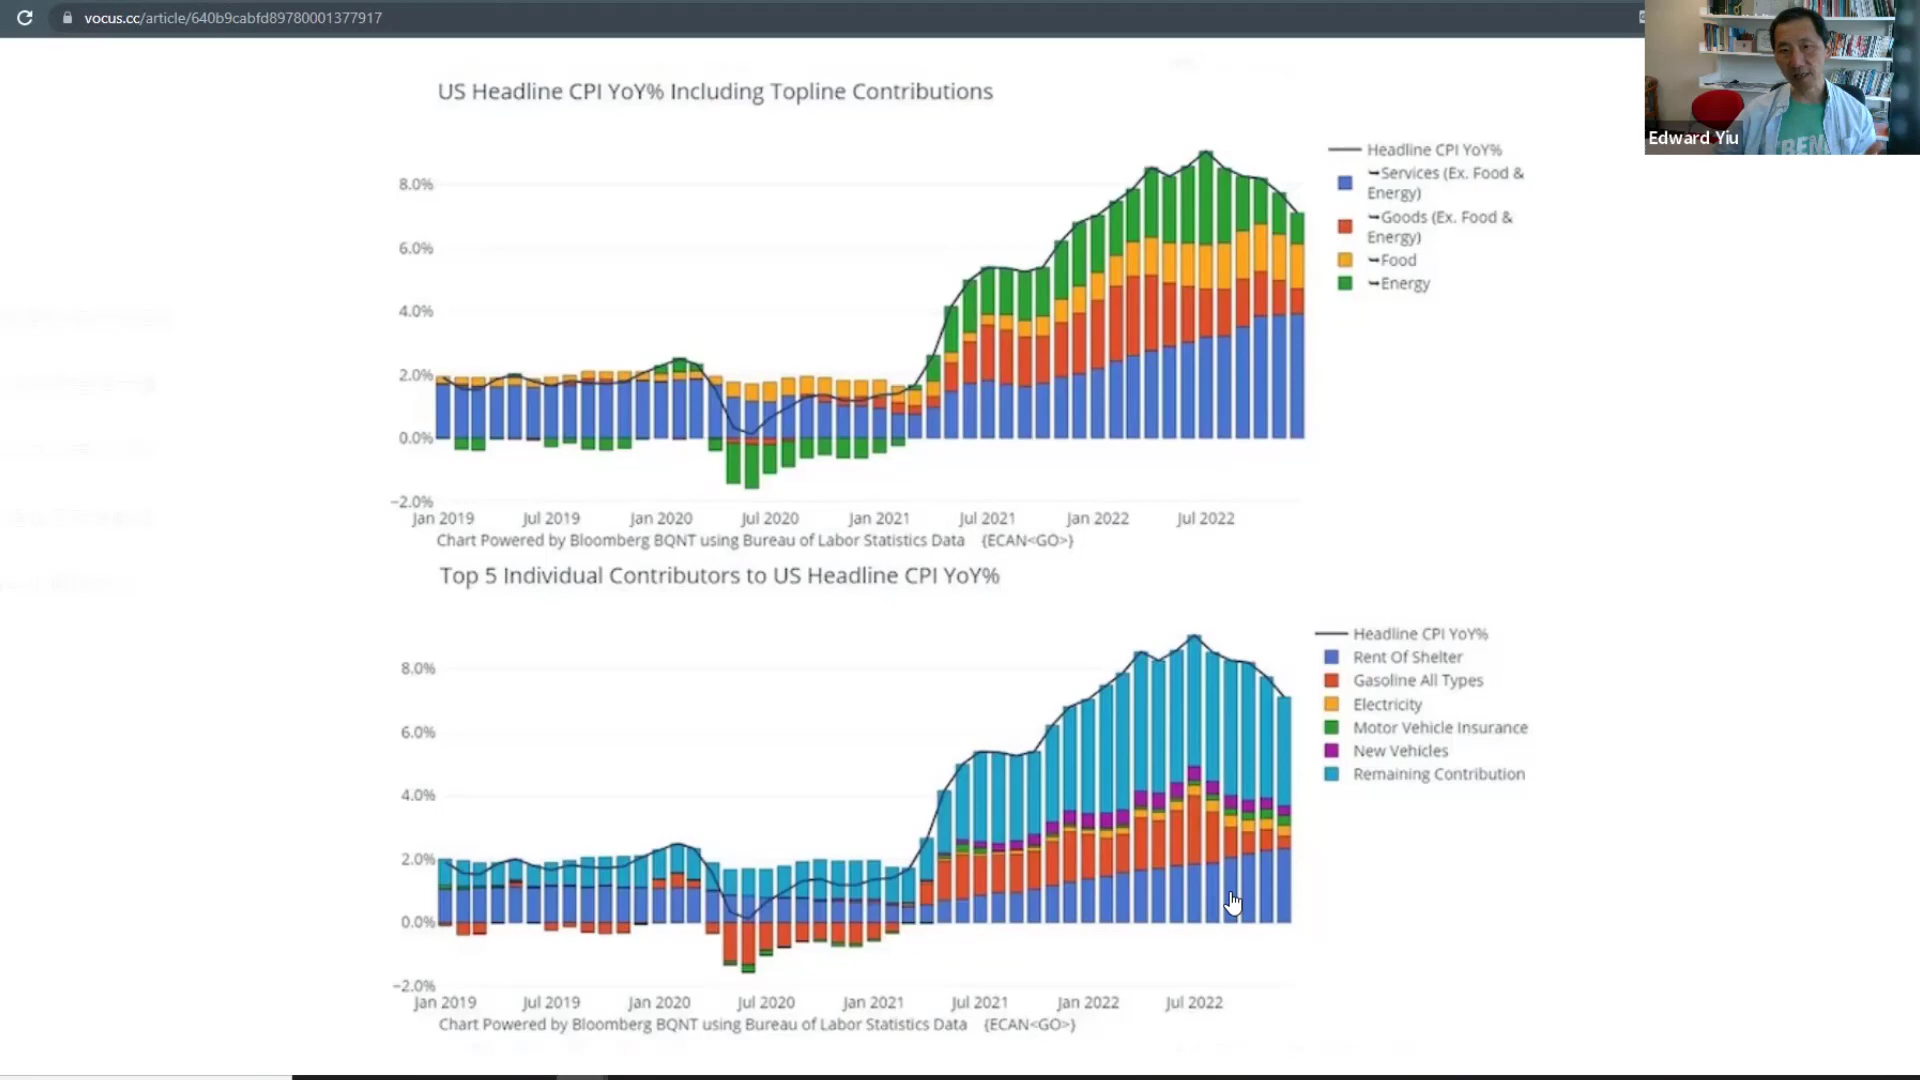 vocus.cc/article/640b9cabfd89780001377917
Edward Yiu
US Headline CPI YoY% Including Topline Contributions
8.0%
6.0%
4.0%
2.0%
0.0%
−2.0%
Jan 2019 Jul 2019 Jan 2020 Jul 2020 Jan 2021 Jul 2021 Jan 2022 Jul 2022
Headline CPI YoY%
Services (Ex. Food &
Energy)
Goods (Ex. Food &
Energy)
Food
Energy
Chart Powered by Bloomberg BQNT using Bureau of Labor Statistics Data {ECAN<GO>}
Top 5 Individual Contributors to US Headline CPI YoY%
8.0%
6.0%
4.0%
2.0%
0.0%
−2.0%
Jan 2019 Jul 2019 Jan 2020 Jul 2020 Jan 2021 Jul 2021 Jan 2022 Jul 2022
Headline CPI YoY%
Rent Of Shelter
Gasoline All Types
Electricity
Motor Vehicle Insurance
New Vehicles
Remaining Contribution
Chart Powered by Bloomberg BQNT using Bureau of Labor Statistics Data {ECAN<GO>}